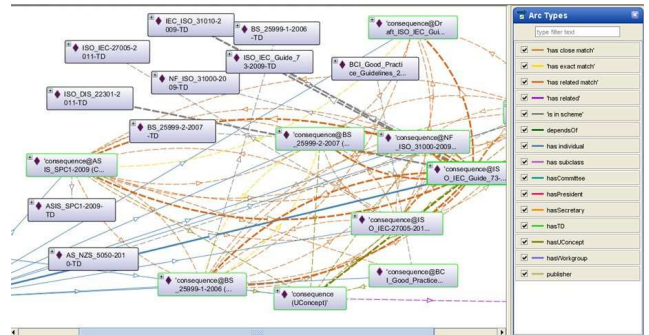 IEC_ISO_31010-2
009-TD
BS_25999-1-2006
-TD
'consequence@Dr
aft_ISO_IEC_Gui...
ISO_IEC-27005-2
011-TD
ISO_IEC_Guide_7
3-2009-TD
BCI_Good_Practi
ce_Guidelines_2...
NF_ISO_31000-20
09-TD
ISO_DIS_22301-2
011-TD
BS_25999-2-2007
-TD
'consequence@BS
_25999-2-2007 (...
'consequence@NF
_ISO_31000-2009...
'consequence@AS
IS_SPC1-2009 (C...
'consequence@IS
O_IEC_Guide_73-...
ASIS_SPC1-2009-
TD
'consequence@IS
O_IEC-27005-201...
AS_NZS_5050-201
0-TD
'consequence@BS
_25999-1-2006 (...
'consequence
(UConcept)'
'consequence@BC
I_Good_Practice...
Arc Types
type filter text
'has close match'
'has exact match'
'has related match'
'has related'
'is in scheme'
dependsOf
has individual
has subclass
hasCommittee
hasPresident
hasSecretary
hasTD
hasUConcept
hasWorkgroup
publisher